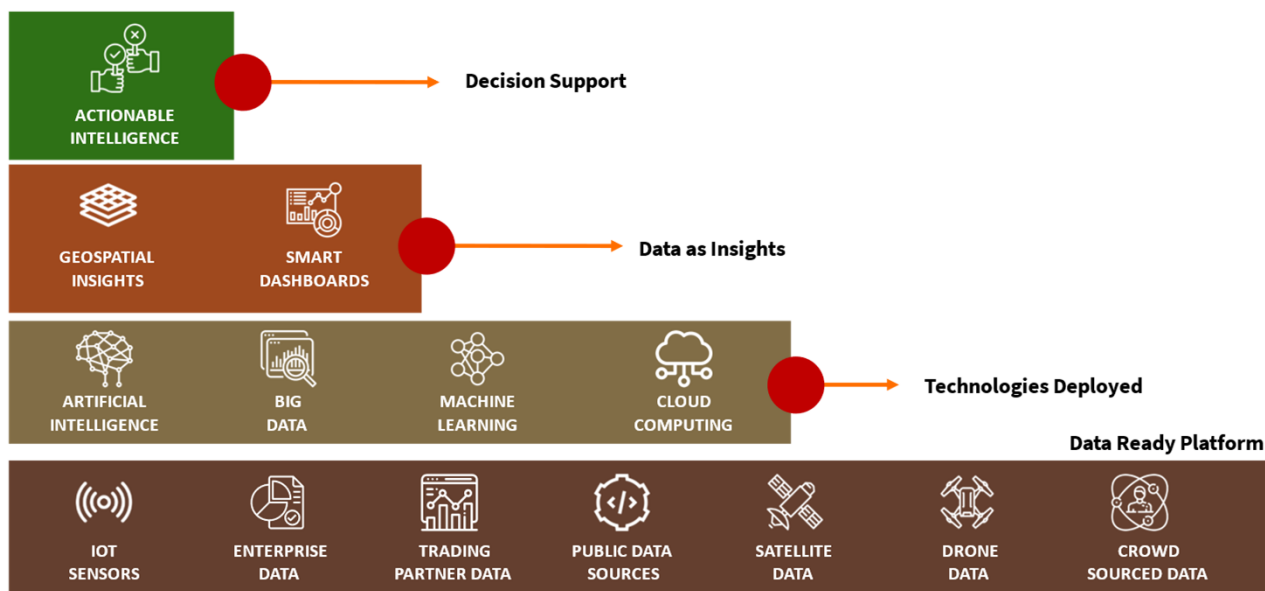 ACTIONABLE
INTELLIGENCE
Decision Support
GEOSPATIAL
INSIGHTS
SMART
DASHBOARDS
Data as Insights
ARTIFICIAL
INTELLIGENCE
BIG
DATA
MACHINE
LEARNING
CLOUD
COMPUTING
Technologies Deployed
Data Ready Platform
IOT
SENSORS
ENTERPRISE
DATA
TRADING
PARTNER DATA
PUBLIC DATA
SOURCES
SATELLITE
DATA
DRONE
DATA
CROWD
SOURCED DATA